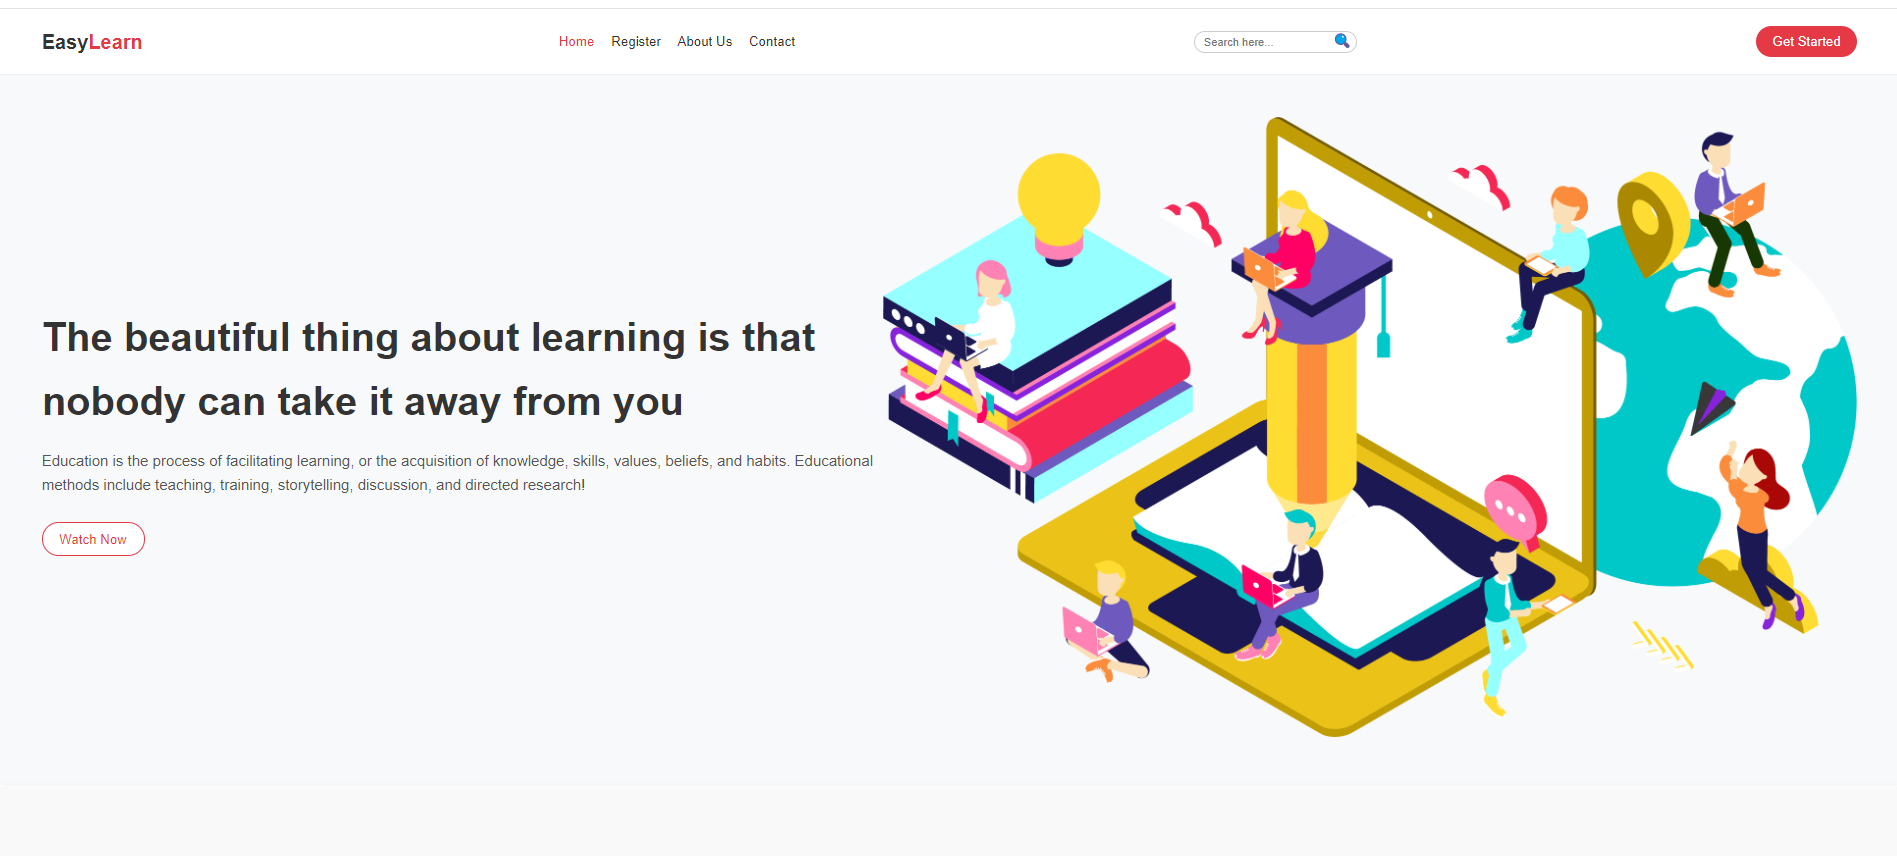 EasyLearn
Home Register About Us Contact
Search here...
Get Started
The beautiful thing about learning is that
nobody can take it away from you
Education is the process of facilitating learning, or the acquisition of knowledge, skills, values, beliefs, and habits. Educational
methods include teaching, training, storytelling, discussion, and directed research!
Watch Now